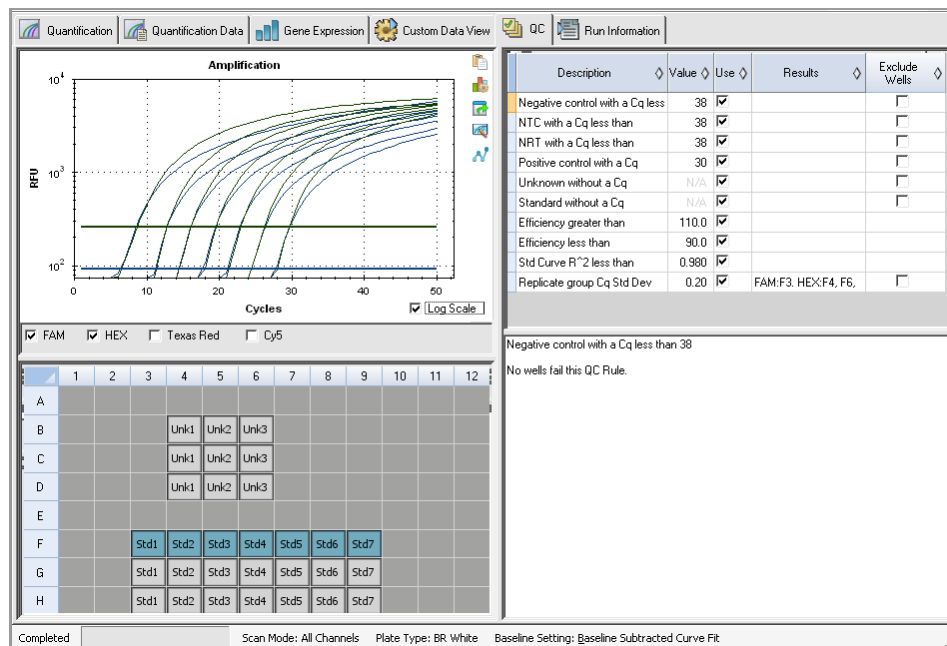 Quantification Quantification Data Gene Expression Custom Data View QC Run Information
Amplification
10^4
10^3
10^2
RFU
0 10 20 30 40 50
Cycles
Log Scale
FAM HEX Texas Red Cy5
1 2 3 4 5 6 7 8 9 10 11 12
A
B Unk1 Unk2 Unk3
C Unk1 Unk2 Unk3
D Unk1 Unk2 Unk3
E
F Std1 Std2 Std3 Std4 Std5 Std6 Std7
G Std1 Std2 Std3 Std4 Std5 Std6 Std7
H Std1 Std2 Std3 Std4 Std5 Std6 Std7
Description Value Use Results Exclude
Wells
Negative control with a Cq less 38
NTC with a Cq less than 38
NRT with a Cq less than 38
Positive control with a Cq 30
Unknown without a Cq N/A
Standard without a Cq N/A
Efficiency greater than 110.0
Efficiency less than 90.0
Std Curve R^2 less than 0.980
Replicate group Cq Std Dev 0.20 FAM:F3. HEX:F4, F6,
Negative control with a Cq less than 38
No wells fail this QC Rule.
Completed Scan Mode: All Channels Plate Type: BR White Baseline Setting: Baseline Subtracted Curve Fit